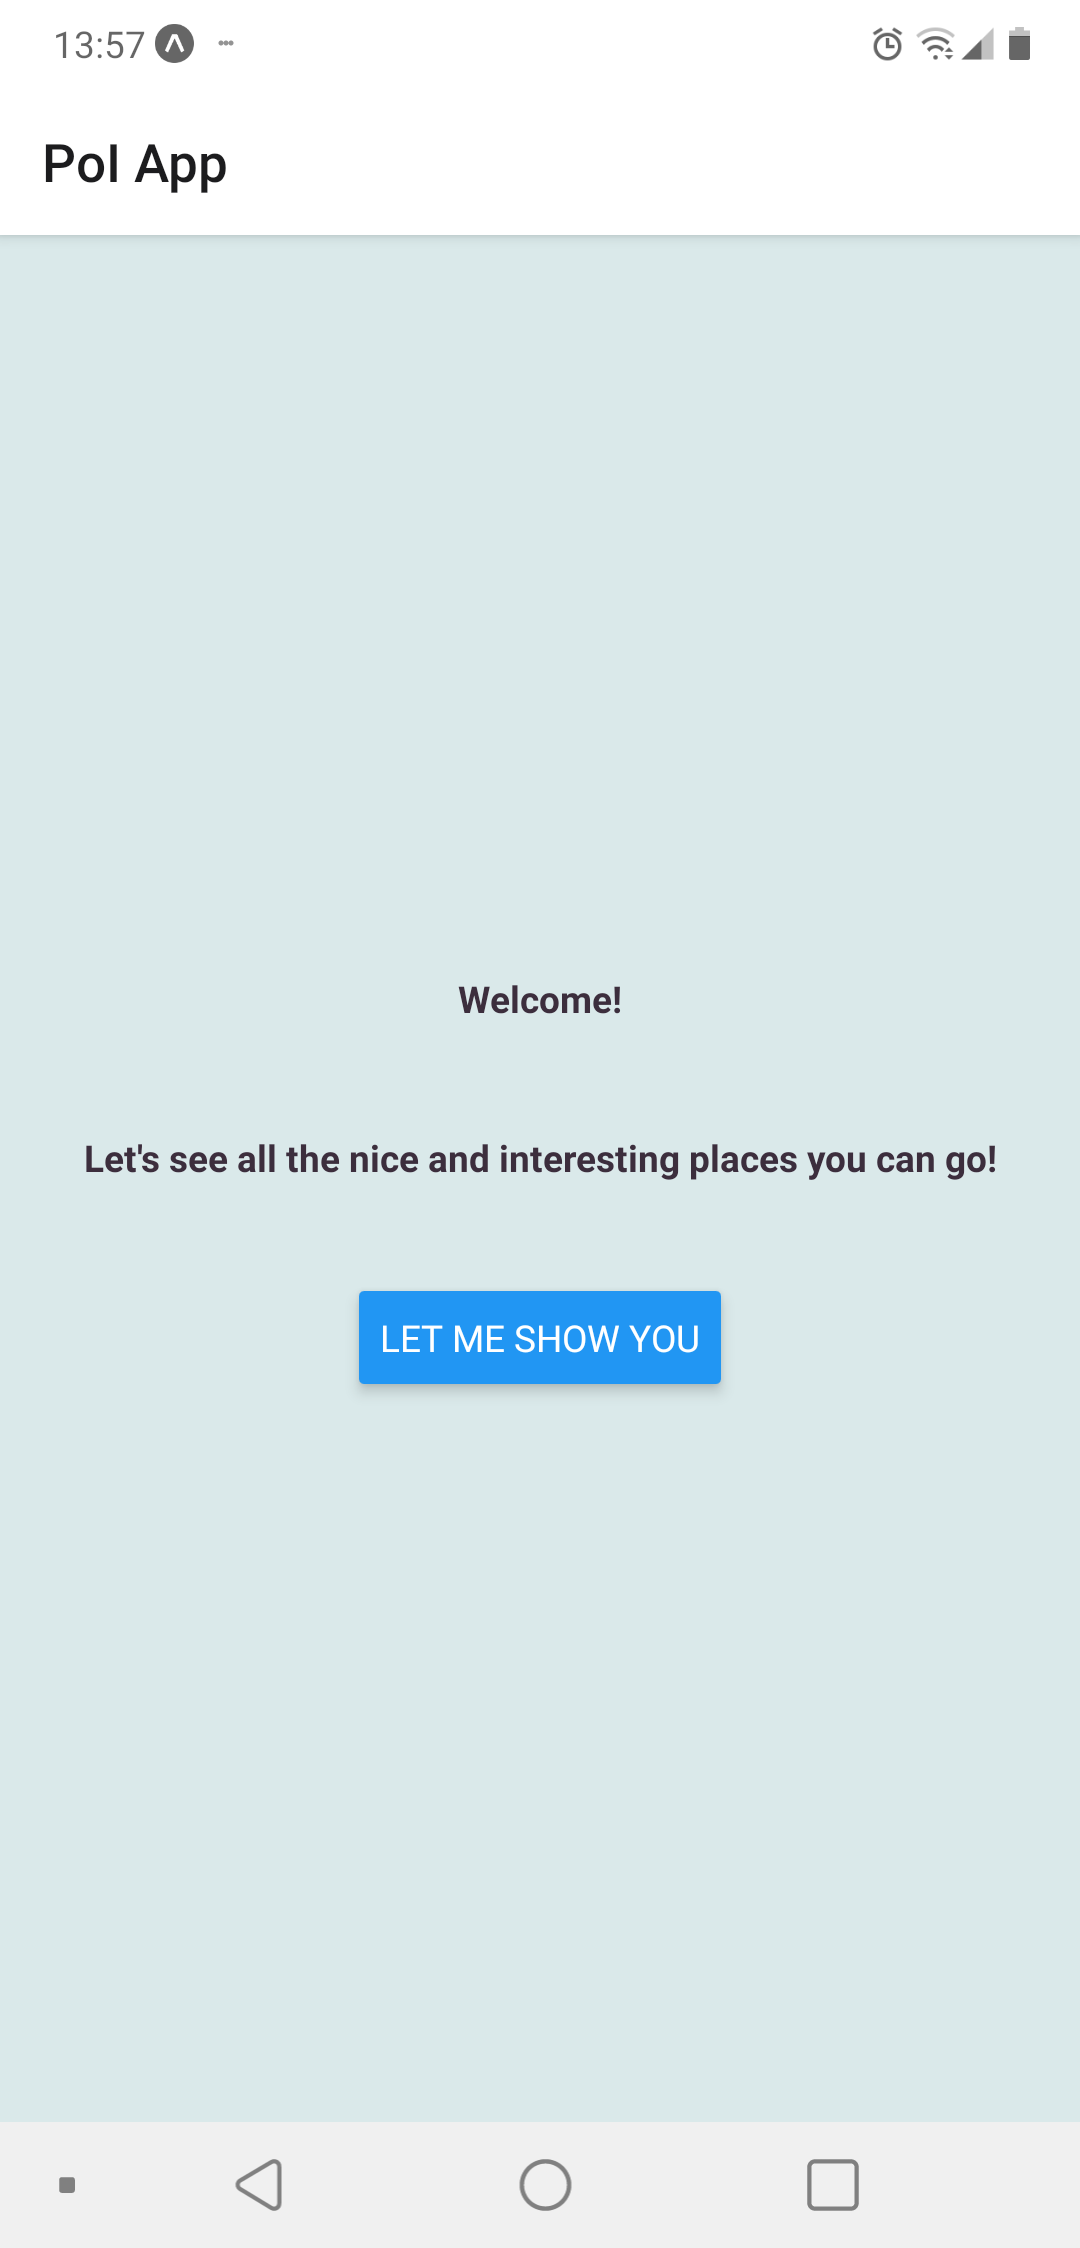 13:57
PoI App
Welcome!
Let's see all the nice and interesting places you can go!
LET ME SHOW YOU